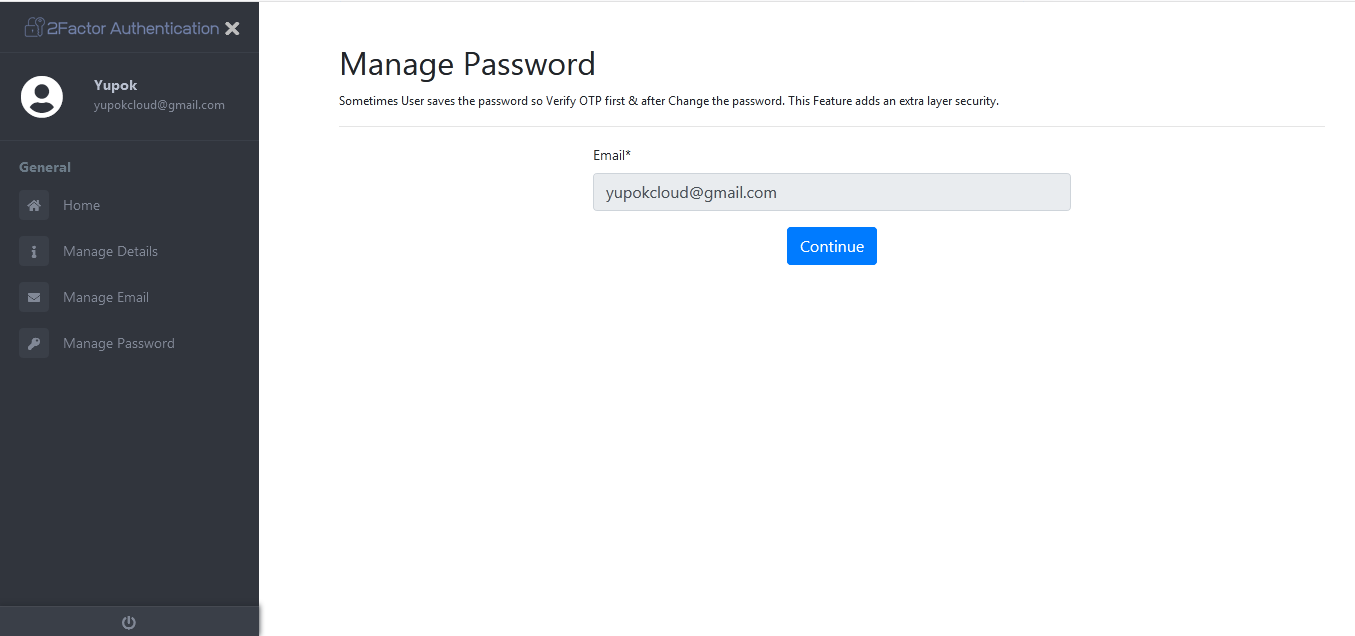 2Factor Authentication
Yupok
yupokcloud@gmail.com
General
Home
Manage Details
Manage Email
Manage Password
Manage Password
Sometimes User saves the password so Verify OTP first & after Change the password. This Feature adds an extra layer security.
Email*
yupokcloud@gmail.com
Continue